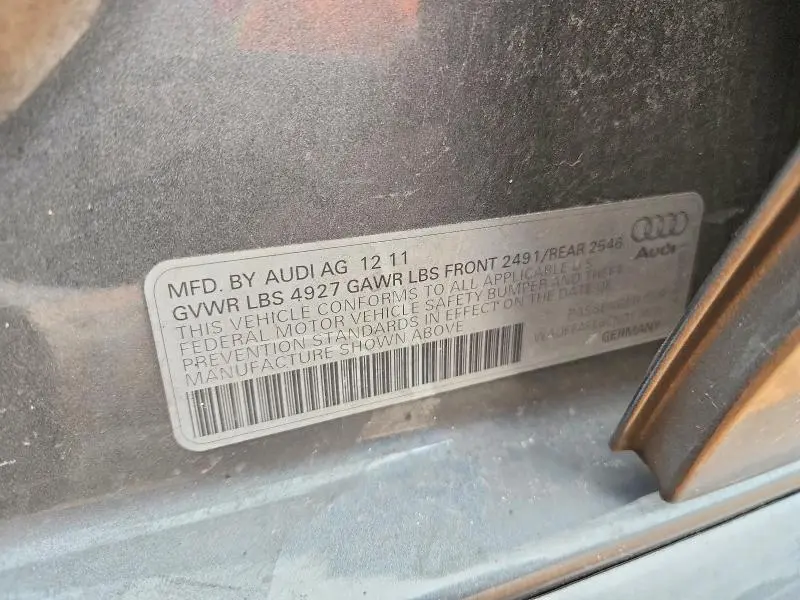 MFD. BY AUDI AG 12 11
GVWR LBS 4927 GAWR LBS FRONT 2491/REAR 2546
THIS VEHICLE CONFORMS TO ALL APPLICABLE U.S.
FEDERAL MOTOR VEHICLE SAFETY BUMPER AND THEFT
PREVENTION STANDARDS IN EFFECT ON THE DATE OF
MANUFACTURE SHOWN ABOVE
Audi
PASSENGER
GERMANY